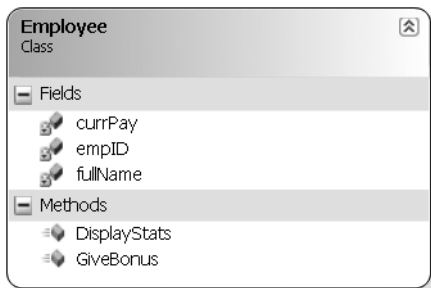 Employee
Class
Fields
currPay
empID
fullName
Methods
DisplayStats
GiveBonus